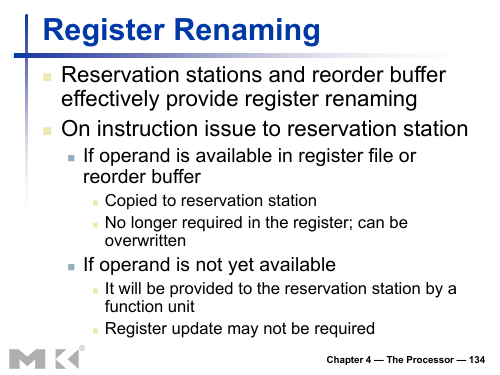 Register Renaming
Reservation stations and reorder buffer
effectively provide register renaming
On instruction issue to reservation station
If operand is available in register file or
reorder buffer
Copied to reservation station
No longer required in the register; can be
overwritten
If operand is not yet available
It will be provided to the reservation station by a
function unit
Register update may not be required
MK®
Chapter 4 — The Processor — 134